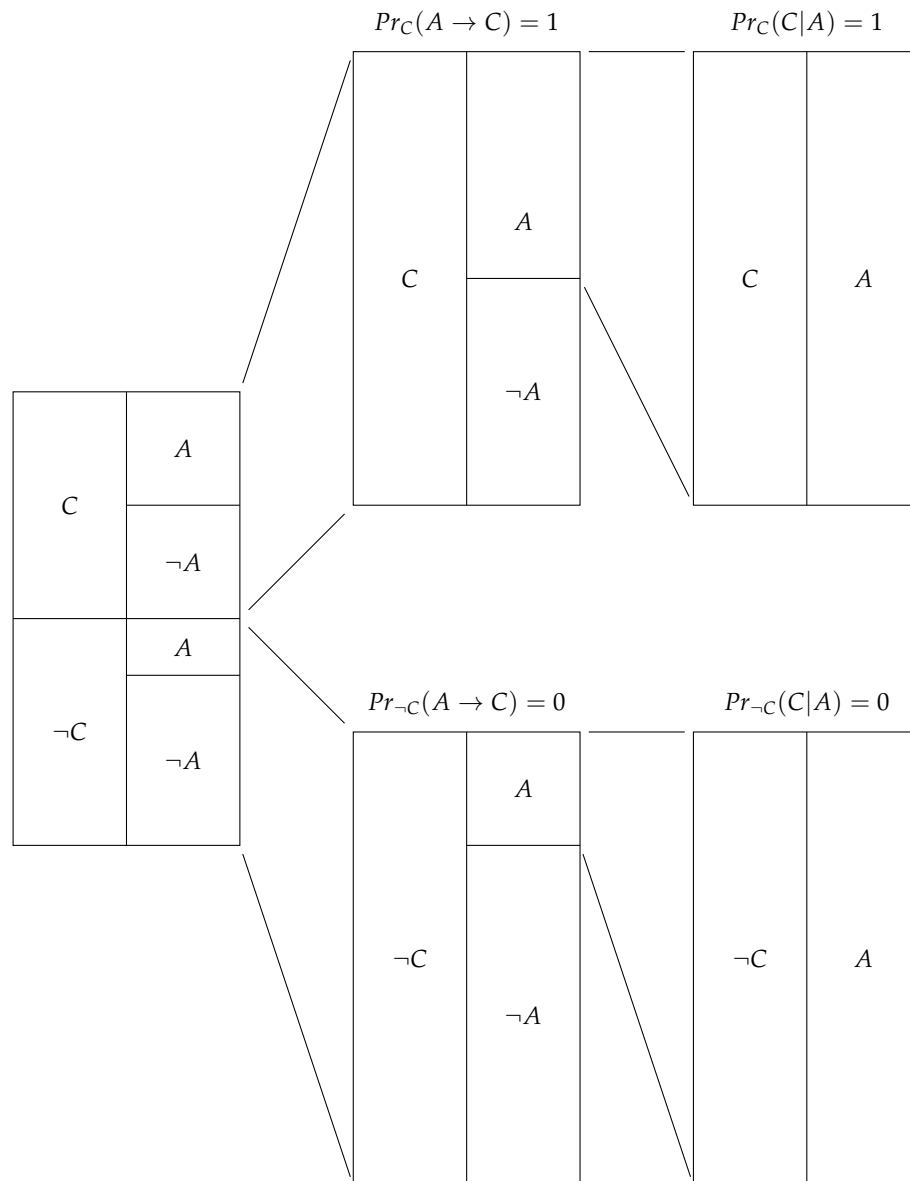 Pr_C(A → C) = 1
Pr_C(C|A) = 1
A
C
C
A
¬A
A
C
¬A
A
Pr_¬C(A → C) = 0
Pr_¬C(C|A) = 0
¬C
¬A
A
¬C
¬C
A
¬A